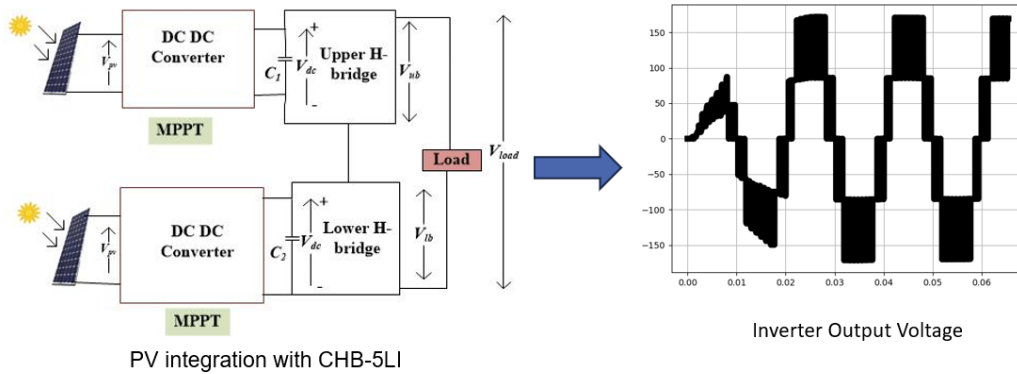 DC DC
Converter
MPPT
V_pv
C_1
V_dc
+
-
Upper H-
bridge
V_ub
Load
V_load
DC DC
Converter
MPPT
V_pv
C_2
V_dc
+
-
Lower H-
bridge
V_lb
PV integration with CHB-5LI
150
100
50
0
−50
−100
−150
0.00 0.01 0.02 0.03 0.04 0.05 0.06
Inverter Output Voltage